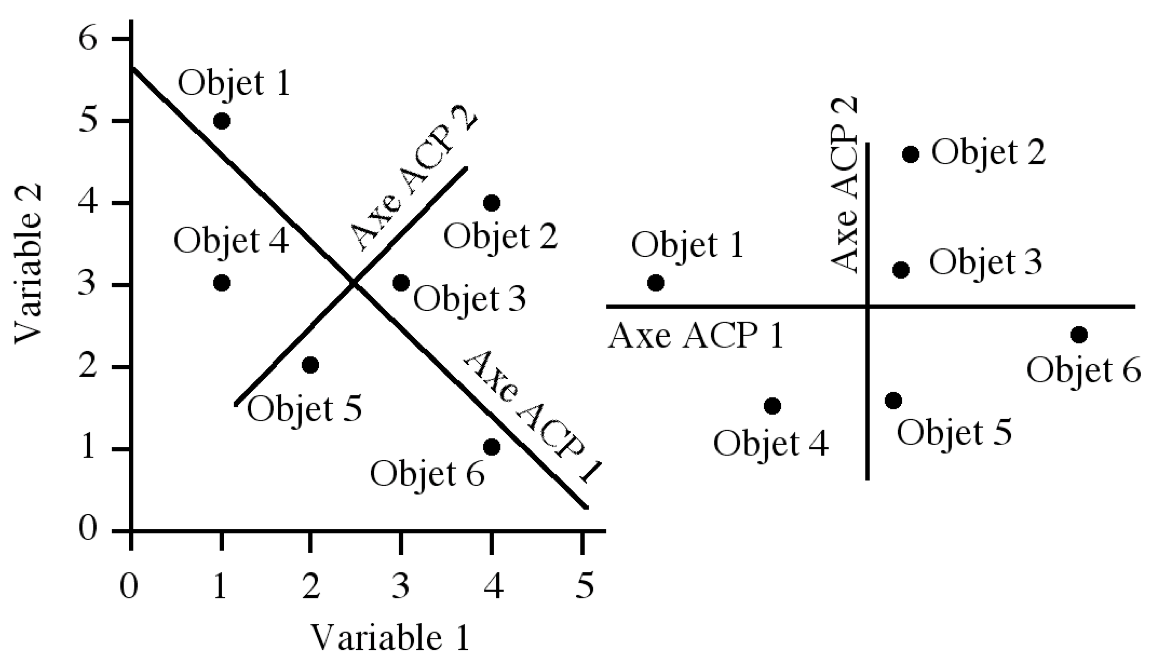 6
Objet 1
5
Axe ACP 2
4
Objet 2
Objet 4
Variable 2
3
Objet 3
2
Objet 5
Axe ACP 1
1
Objet 6
0
0 1 2 3 4 5
Variable 1
Axe ACP 2
Objet 2
Objet 1
Objet 3
Axe ACP 1
Objet 6
Objet 4
Objet 5